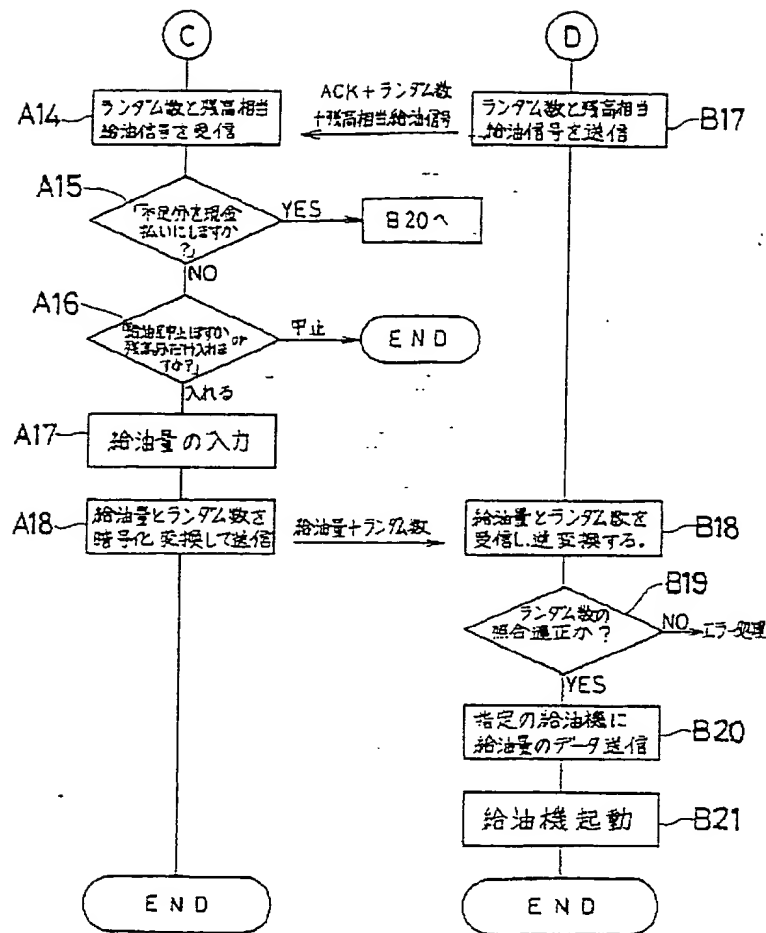 C
D
A14
ランダム数と残高相当
給油信号を受信
ACK+ランダム数
+残高相当給油信号
ランダム数と残高相当
給油信号を送信
B17
A15
「不足分を現金
払いにしますか
?」
YES
B20へ
NO
A16
「給油を中止しますか or
残高分だけ入れま
すか?」
中止
END
入れる
A17
給油量の入力
A18
給油量とランダム数を
暗号化変換して送信
給油量+ランダム数
給油量とランダム数を
受信し、逆変換する。
B18
B19
ランダム数の
照合適正か?
NO
エラー処理
YES
指定の給油機に
給油量のデータ送信
B20
給油機起動
B21
END
END